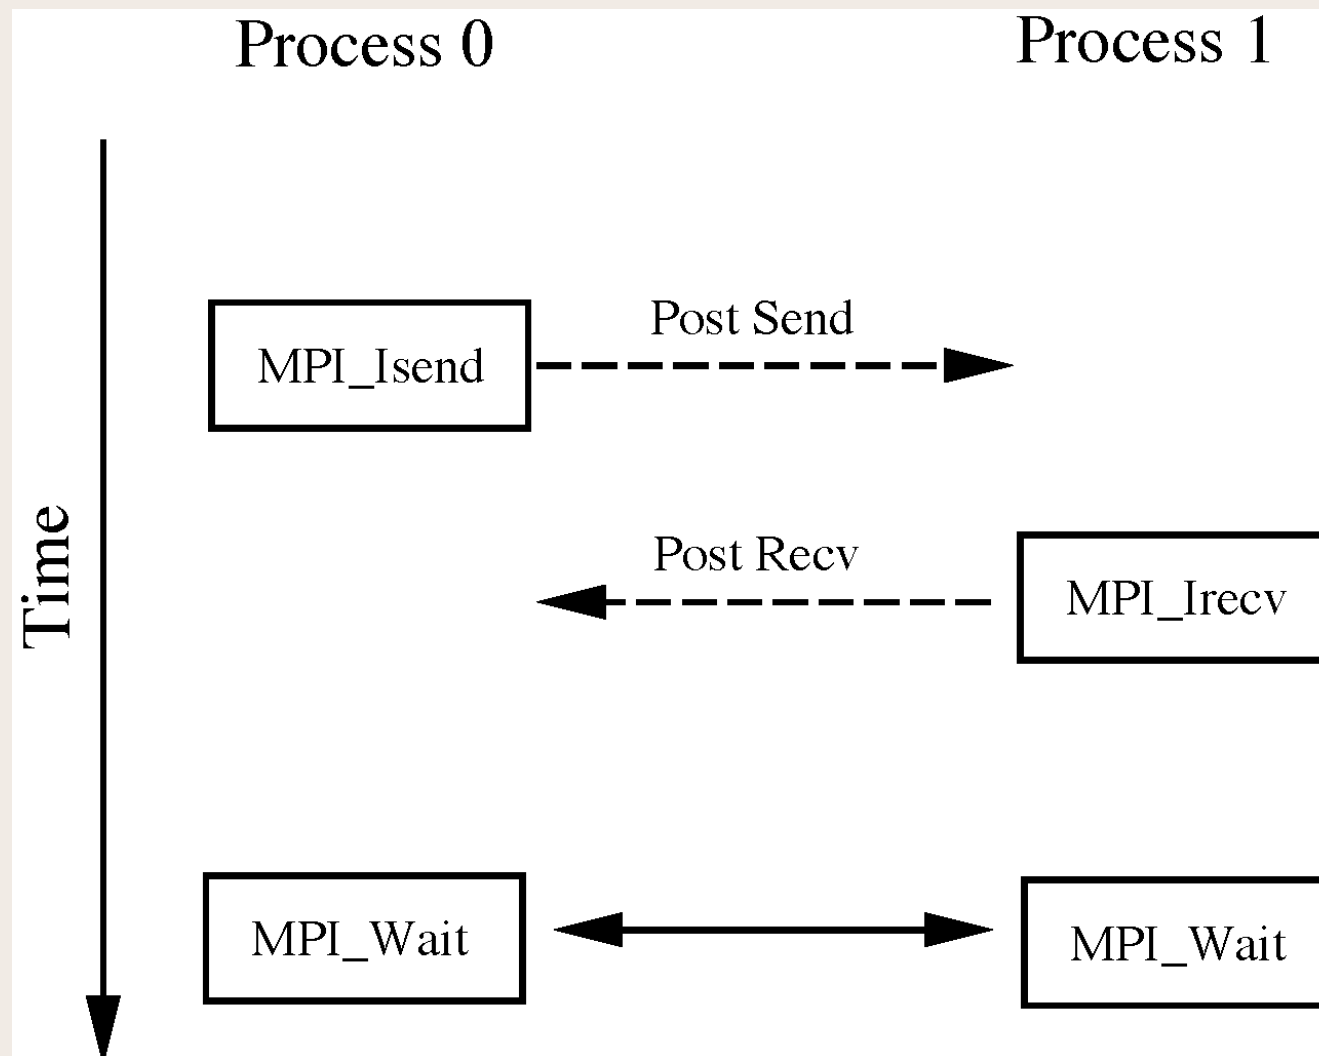 Process 0
Process 1
Post Send
MPI_Isend
Time
Post Recv
MPI_Irecv
MPI_Wait
MPI_Wait